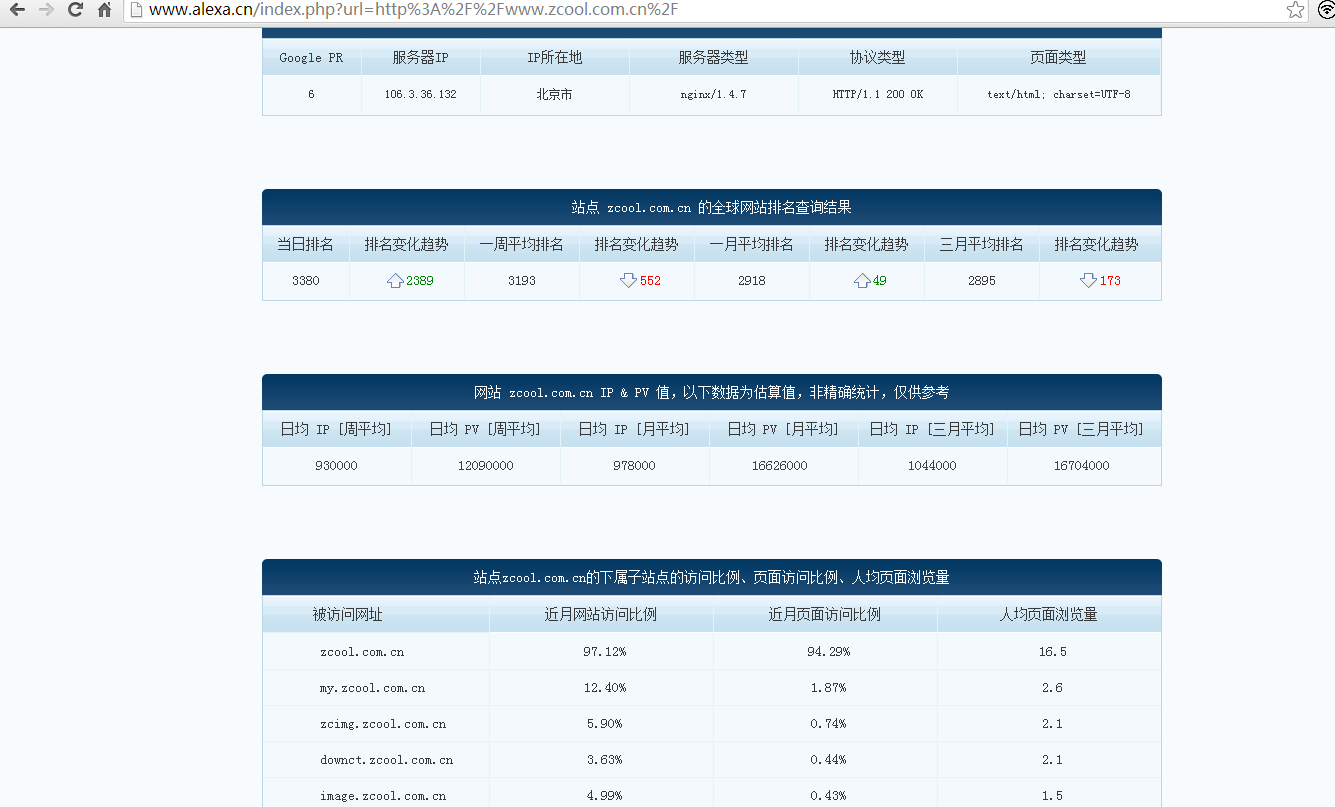 www.alexa.cn/index.php?url=http%3A%2F%2Fwww.zcool.com.cn%2F
Google PR 服务器IP IP所在地 服务器类型 协议类型 页面类型
6 106.3.36.132 北京市 nginx/1.4.7 HTTP/1.1 200 OK text/html; charset=UTF-8
站点 zcool.com.cn 的全球网站排名查询结果
当日排名 排名变化趋势 一周平均排名 排名变化趋势 一月平均排名 排名变化趋势 三月平均排名 排名变化趋势
3380 2389 3193 552 2918 49 2895 173
网站 zcool.com.cn IP & PV 值，以下数据为估算值，非精确统计，仅供参考
日均 IP [周平均] 日均 PV [周平均] 日均 IP [月平均] 日均 PV [月平均] 日均 IP [三月平均] 日均 PV [三月平均]
930000 12090000 978000 16626000 1044000 16704000
站点zcool.com.cn的下属子站点的访问比例、页面访问比例、人均页面浏览量
被访问网址 近月网站访问比例 近月页面访问比例 人均页面浏览量
zcool.com.cn 97.12% 94.29% 16.5
my.zcool.com.cn 12.40% 1.87% 2.6
zcimg.zcool.com.cn 5.90% 0.74% 2.1
downct.zcool.com.cn 3.63% 0.44% 2.1
image.zcool.com.cn 4.99% 0.43% 1.5